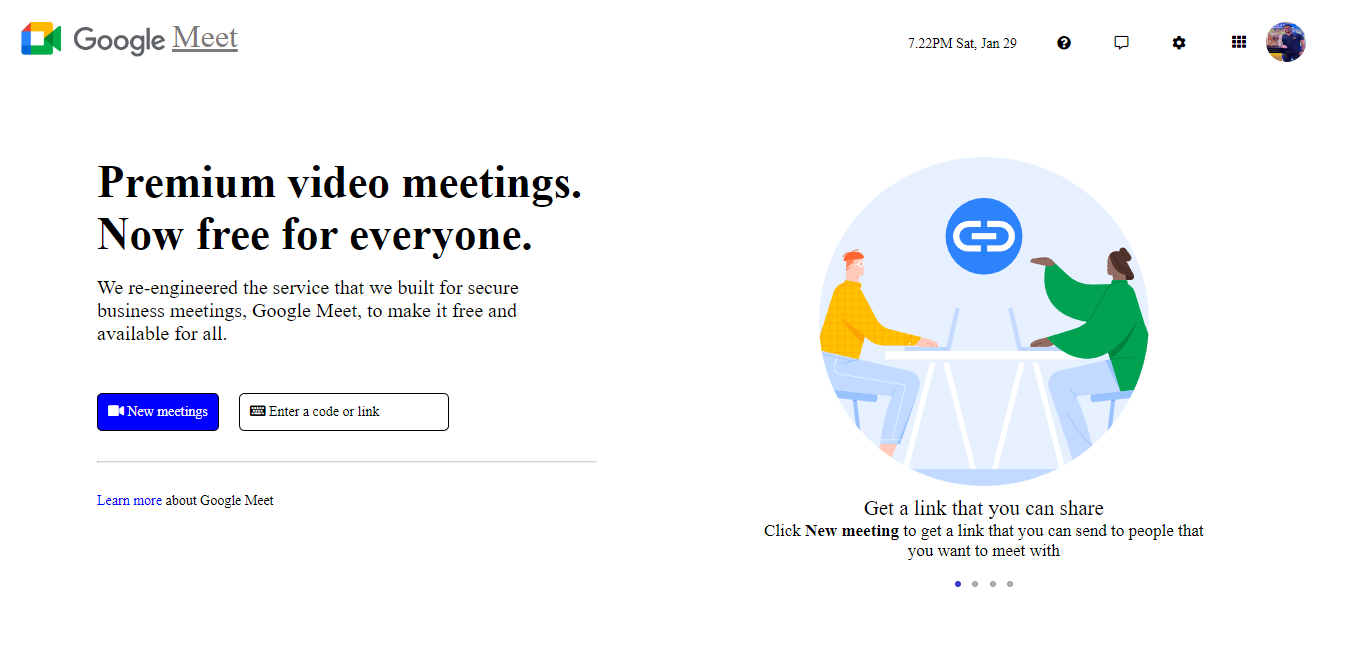 Google Meet
7.22PM Sat, Jan 29
Premium video meetings.
Now free for everyone.
We re-engineered the service that we built for secure
business meetings, Google Meet, to make it free and
available for all.
New meetings
Enter a code or link
Learn more about Google Meet
Get a link that you can share
Click New meeting to get a link that you can send to people that
you want to meet with